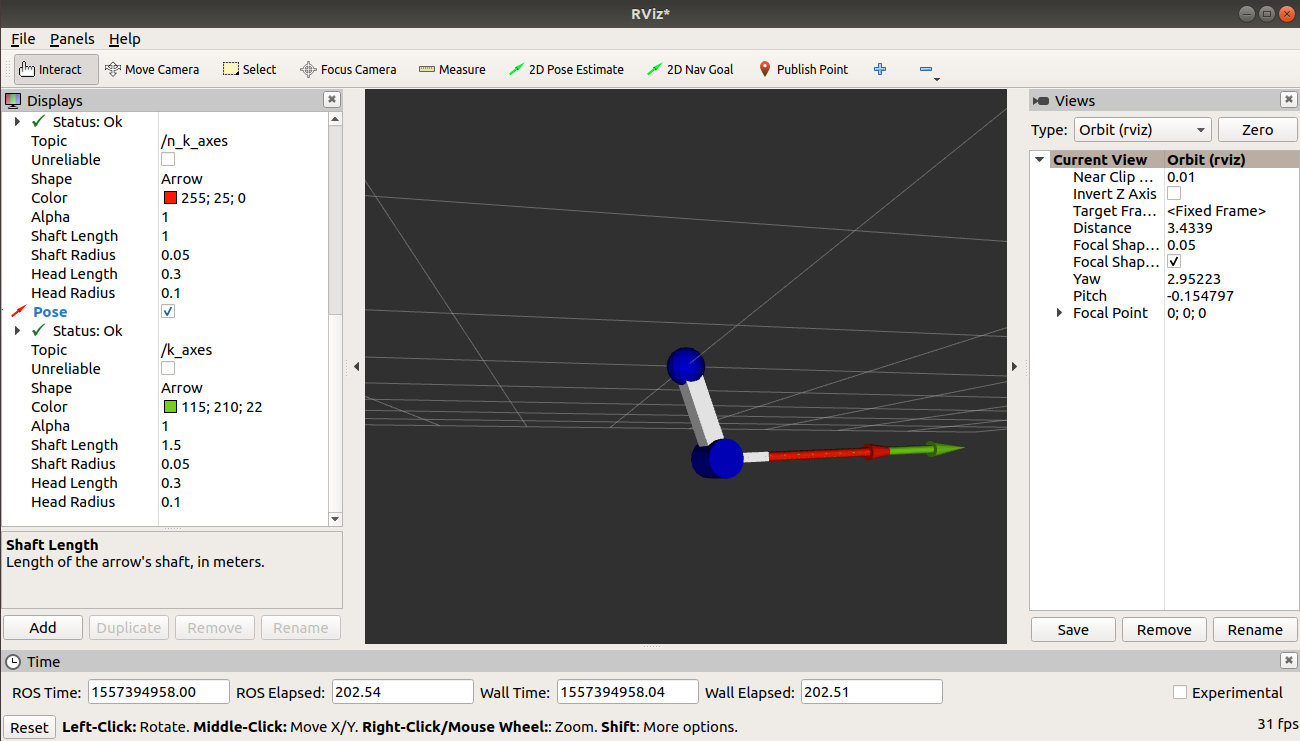 RViz*
File Panels Help
Interact Move Camera Select Focus Camera Measure 2D Pose Estimate 2D Nav Goal Publish Point
Displays
Status: Ok
Topic /n_k_axes
Unreliable
Shape Arrow
Color 255; 25; 0
Alpha 1
Shaft Length 1
Shaft Radius 0.05
Head Length 0.3
Head Radius 0.1
Pose
Status: Ok
Topic /k_axes
Unreliable
Shape Arrow
Color 115; 210; 22
Alpha 1
Shaft Length 1.5
Shaft Radius 0.05
Head Length 0.3
Head Radius 0.1
Shaft Length
Length of the arrow's shaft, in meters.
Add Duplicate Remove Rename
Views
Type: Orbit (rviz) Zero
Current View Orbit (rviz)
Near Clip ... 0.01
Invert Z Axis
Target Fra... <Fixed Frame>
Distance 3.4339
Focal Shap... 0.05
Focal Shap...
Yaw 2.95223
Pitch -0.154797
Focal Point 0; 0; 0
Save Remove Rename
Time
ROS Time: 1557394958.00 ROS Elapsed: 202.54 Wall Time: 1557394958.04 Wall Elapsed: 202.51 Experimental
Reset Left-Click: Rotate. Middle-Click: Move X/Y. Right-Click/Mouse Wheel:: Zoom. Shift: More options. 31 fps